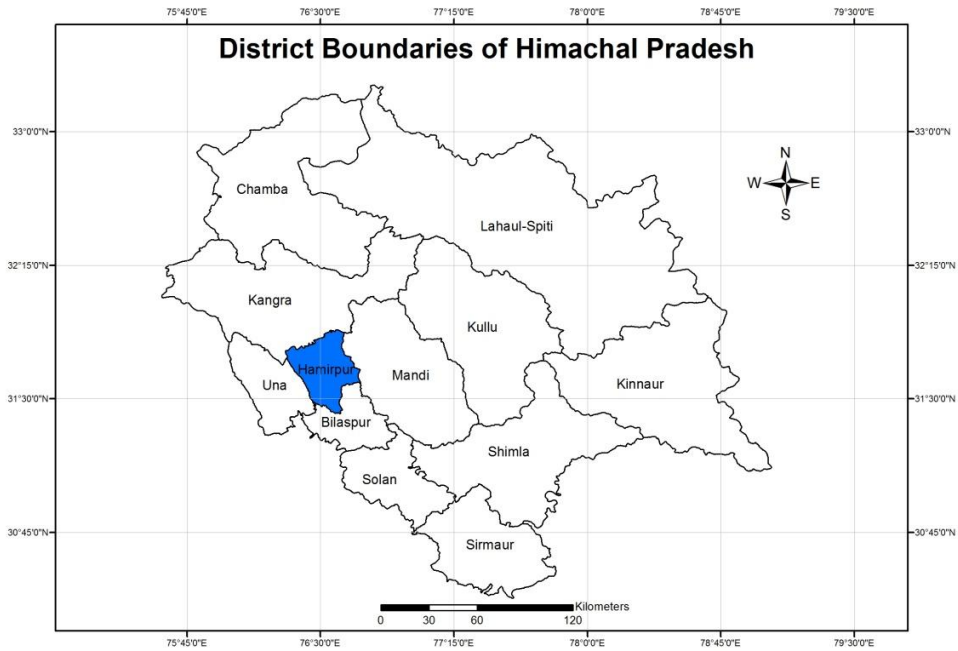 75°45'0"E 76°30'0"E 77°15'0"E 78°0'0"E 78°45'0"E 79°30'0"E
District Boundaries of Himachal Pradesh
33°0'0"N 33°0'0"N
N
W E
S
Chamba
Lahaul-Spiti
32°15'0"N 32°15'0"N
Kangra
Kullu
Hamirpur
Mandi
Una
Kinnaur
31°30'0"N 31°30'0"N
Bilaspur
Shimla
Solan
30°45'0"N 30°45'0"N
Sirmaur
Kilometers
0 30 60 120
75°45'0"E 76°30'0"E 77°15'0"E 78°0'0"E 78°45'0"E 79°30'0"E